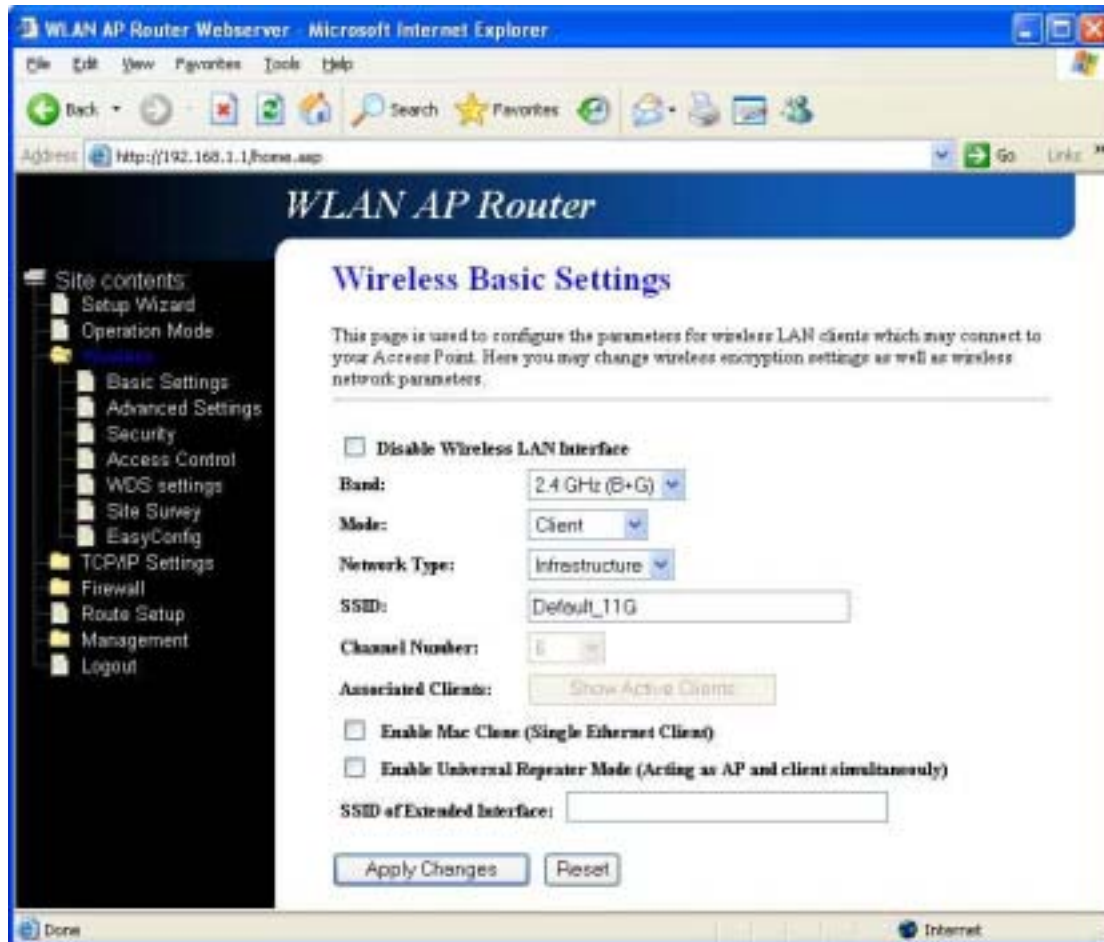 WLAN AP Router Webserver - Microsoft Internet Explorer
File Edit View Favorites Tools Help
Back Search Favorites
Address http://192.168.1.1/home.asp Go Links »
WLAN AP Router
Site contents:
Setup Wizard
Operation Mode
Wireless
Basic Settings
Advanced Settings
Security
Access Control
WDS settings
Site Survey
EasyConfig
TCP/IP Settings
Firewall
Route Setup
Management
Logout
Wireless Basic Settings
This page is used to configure the parameters for wireless LAN clients which may connect to
your Access Point. Here you may change wireless encryption settings as well as wireless
network parameters.
Disable Wireless LAN Interface
Band: 2.4 GHz (B+G)
Mode: Client
Network Type: Infrastructure
SSID: Default_11G
Channel Number: 6
Associated Clients: Show Active Clients
Enable Mac Clone (Single Ethernet Client)
Enable Universal Repeater Mode (Acting as AP and client simultaneouly)
SSID of Extended Interface:
Apply Changes Reset
Done Internet